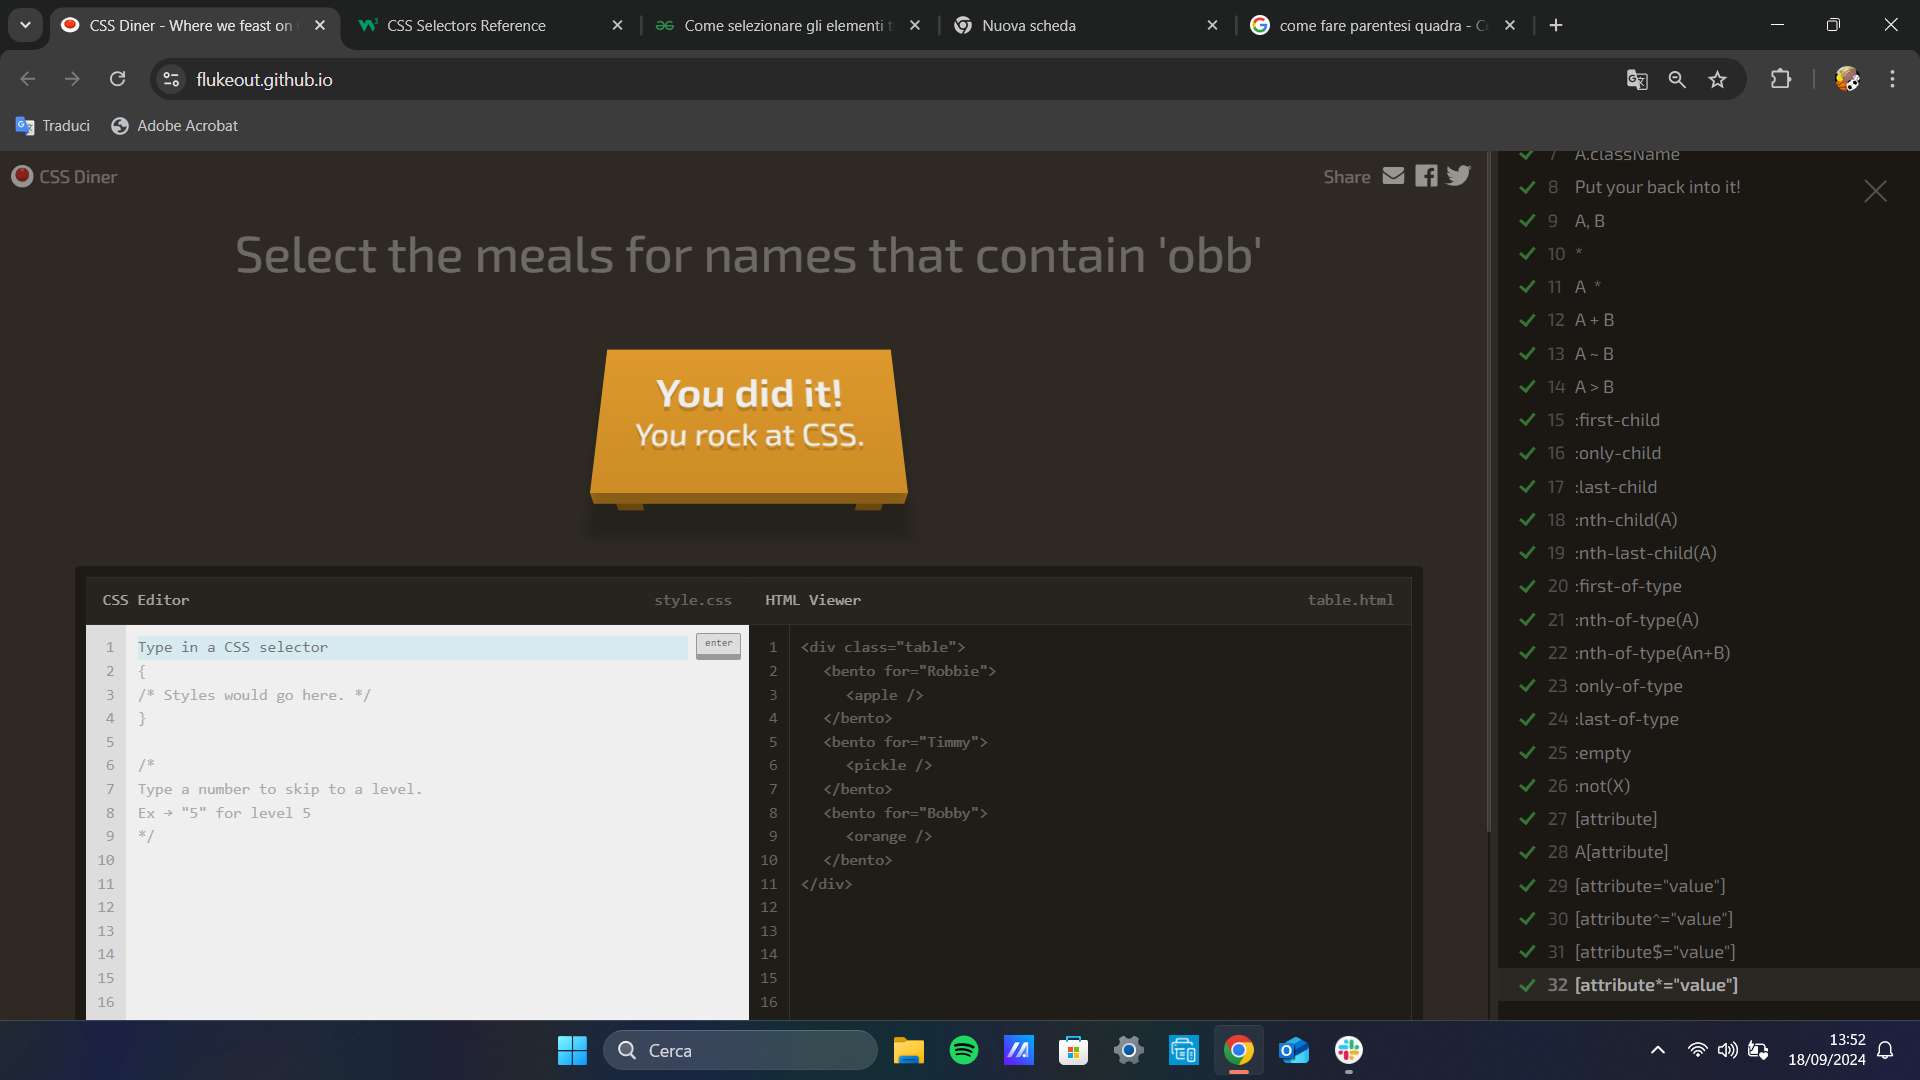 CSS Diner - Where we feast on
CSS Selectors Reference
Come selezionare gli elementi t
Nuova scheda
come fare parentesi quadra - Ce
flukeout.github.io
Traduci
Adobe Acrobat
CSS Diner
Share
Select the meals for names that contain 'obb'
You did it!
You rock at CSS.
CSS Editor
style.css
1 Type in a CSS selector
enter
2 {
3 /* Styles would go here. */
4 }
5
6 /*
7 Type a number to skip to a level.
8 Ex → "5" for level 5
9 */
10
11
12
13
14
15
16
HTML Viewer
table.html
1 <div class="table">
2 <bento for="Robbie">
3 <apple />
4 </bento>
5 <bento for="Timmy">
6 <pickle />
7 </bento>
8 <bento for="Bobby">
9 <orange />
10 </bento>
11 </div>
12
13
14
15
16
7 A.className
8 Put your back into it!
9 A, B
10 *
11 A *
12 A + B
13 A ~ B
14 A > B
15 :first-child
16 :only-child
17 :last-child
18 :nth-child(A)
19 :nth-last-child(A)
20 :first-of-type
21 :nth-of-type(A)
22 :nth-of-type(An+B)
23 :only-of-type
24 :last-of-type
25 :empty
26 :not(X)
27 [attribute]
28 A[attribute]
29 [attribute="value"]
30 [attribute^="value"]
31 [attribute$="value"]
32 [attribute*="value"]
Cerca
13:52
18/09/2024